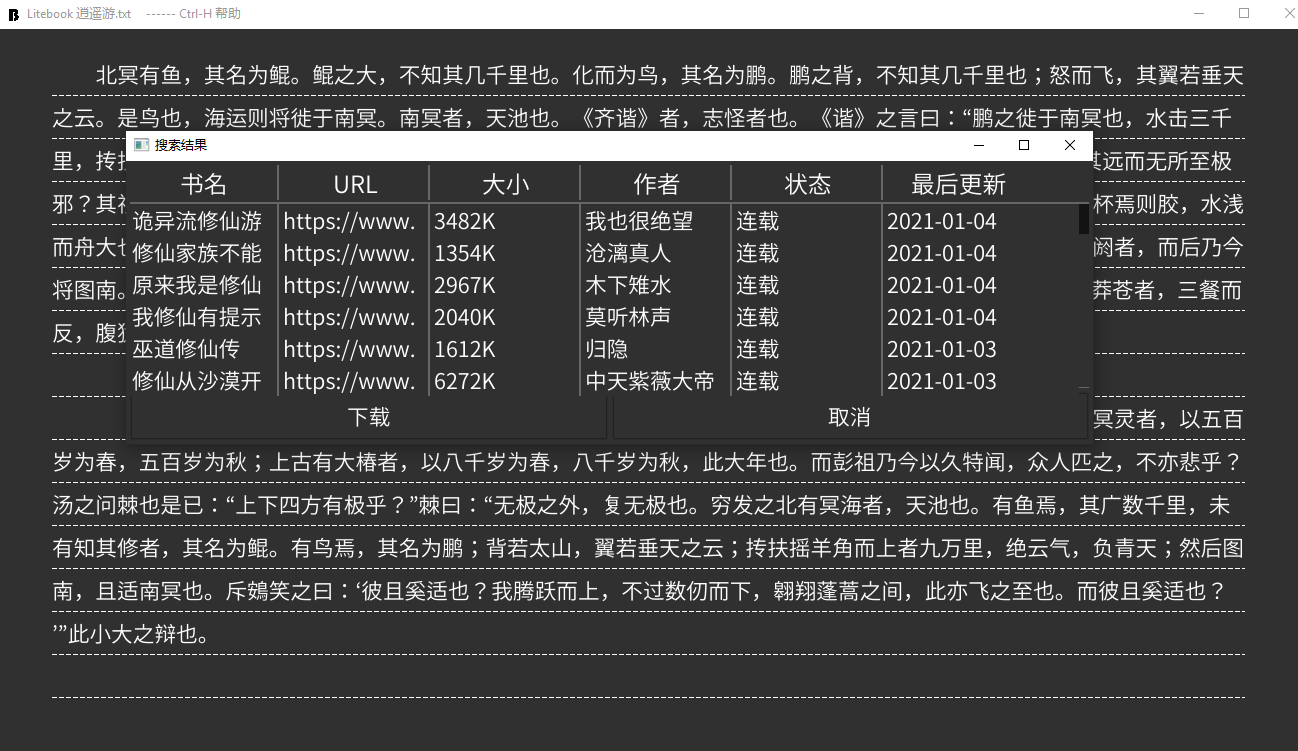 Litebook 逍遥游.txt ------ Ctrl-H 帮助
北冥有鱼，其名为鲲。鲲之大，不知其几千里也。化而为鸟，其名为鹏。鹏之背，不知其几千里也；怒而飞，其翼若垂天
之云。是鸟也，海运则将徙于南冥。南冥者，天池也。《齐谐》者，志怪者也。《谐》之言曰：“鹏之徙于南冥也，水击三千
里，抟 其远而无所至极
邪？其 杯焉则胶，水浅
而舟大也 阏者，而后乃今
将图南。 莽苍者，三餐而
反，腹犹
搜索结果
书名 URL 大小 作者 状态 最后更新
诡异流修仙游 https://www. 3482K 我也很绝望 连载 2021-01-04
修仙家族不能 https://www. 1354K 沧漓真人 连载 2021-01-04
原来我是修仙 https://www. 2967K 木下雉水 连载 2021-01-04
我修仙有提示 https://www. 2040K 莫听林声 连载 2021-01-04
巫道修仙传 https://www. 1612K 归隐 连载 2021-01-03
修仙从沙漠开 https://www. 6272K 中天紫薇大帝 连载 2021-01-03
下载 取消
冥灵者，以五百
岁为春，五百岁为秋；上古有大椿者，以八千岁为春，八千岁为秋，此大年也。而彭祖乃今以久特闻，众人匹之，不亦悲乎？
汤之问棘也是已：“上下四方有极乎？”棘曰：“无极之外，复无极也。穷发之北有冥海者，天池也。有鱼焉，其广数千里，未
有知其修者，其名为鲲。有鸟焉，其名为鹏；背若太山，翼若垂天之云；抟扶摇羊角而上者九万里，绝云气，负青天；然后图
南，且适南冥也。斥鴳笑之曰：‘彼且奚适也？我腾跃而上，不过数仞而下，翱翔蓬蒿之间，此亦飞之至也。而彼且奚适也？
’”此小大之辩也。